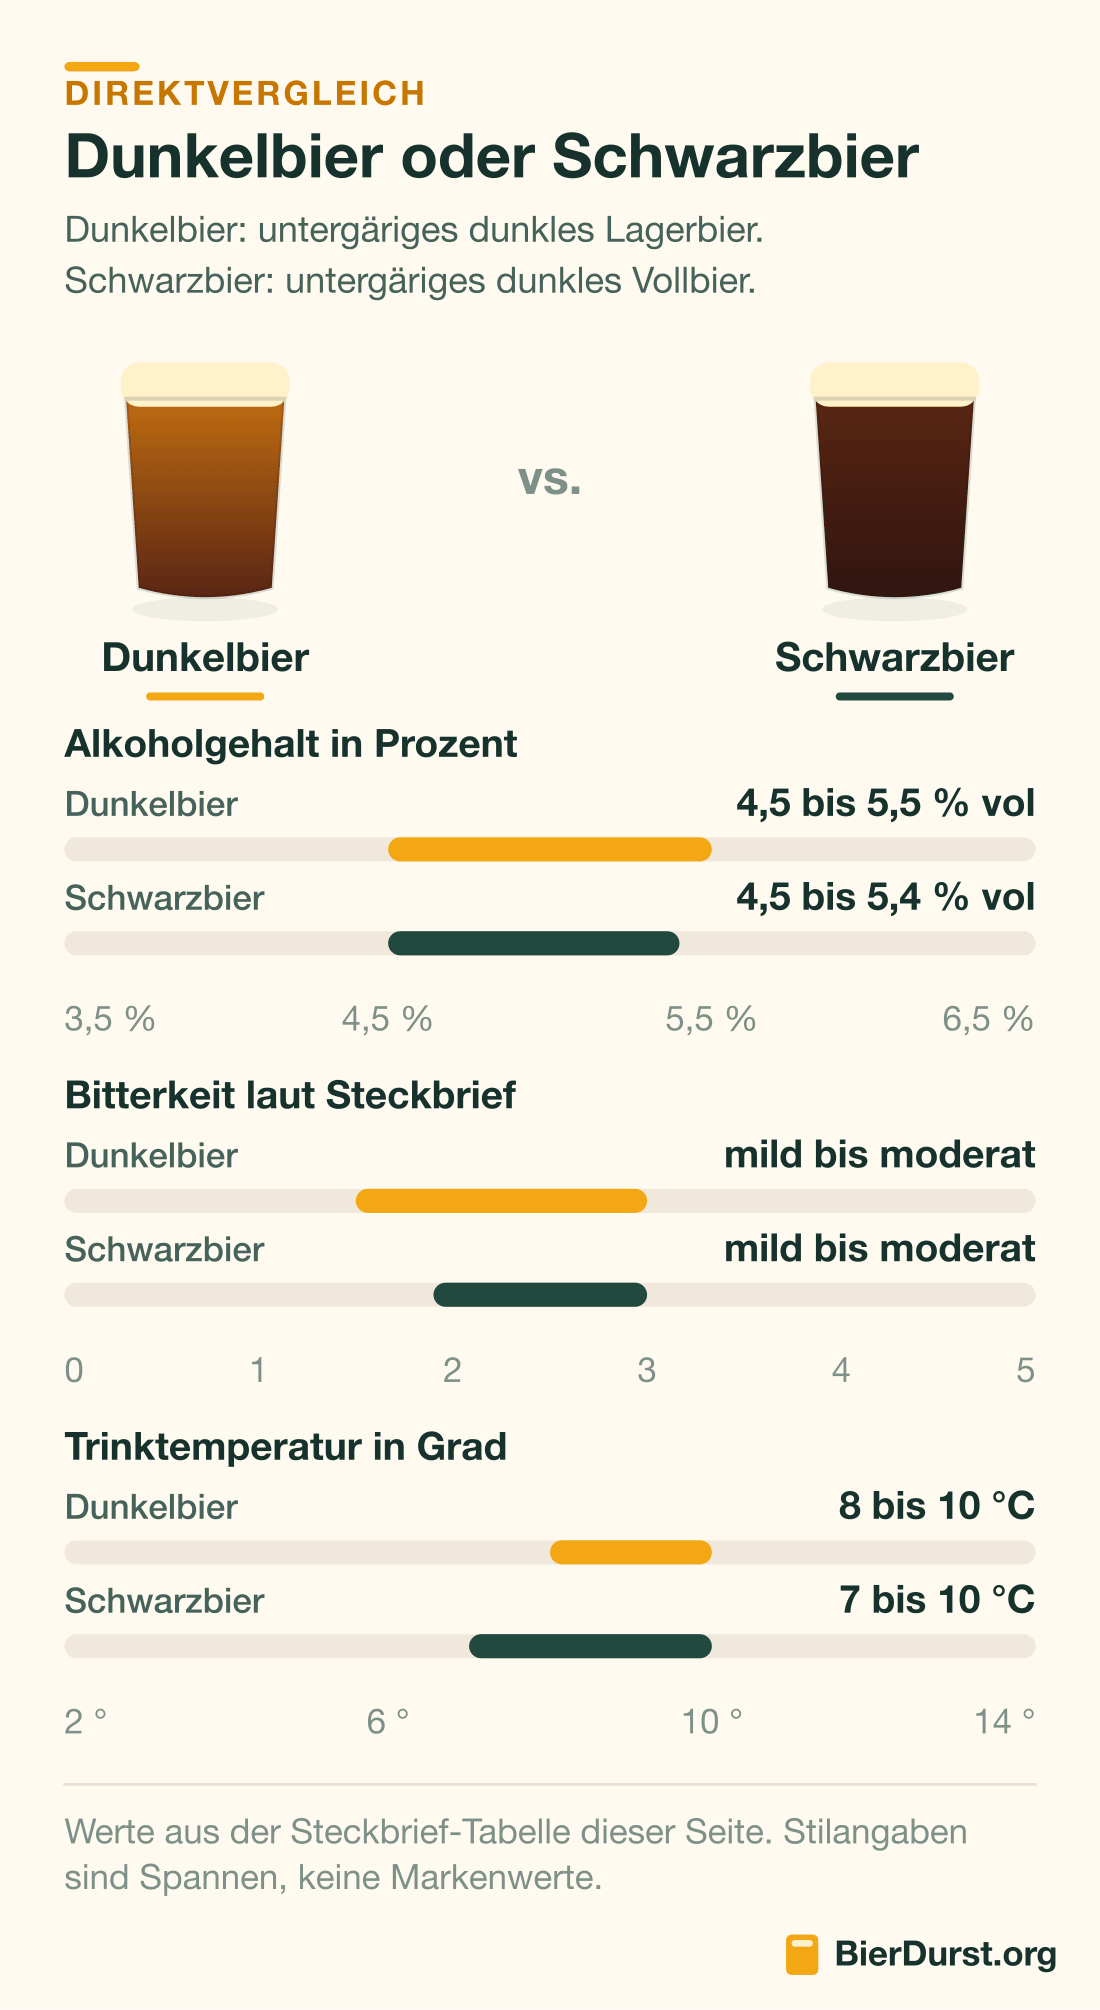 DIREKTVERGLEICH
Dunkelbier oder Schwarzbier
Dunkelbier: untergäriges dunkles Lagerbier.
Schwarzbier: untergäriges dunkles Vollbier.
vs.
Dunkelbier
Schwarzbier
Alkoholgehalt in Prozent
Dunkelbier 4,5 bis 5,5 % vol
Schwarzbier 4,5 bis 5,4 % vol
3,5 % 4,5 % 5,5 % 6,5 %
Bitterkeit laut Steckbrief
Dunkelbier mild bis moderat
Schwarzbier mild bis moderat
0 1 2 3 4 5
Trinktemperatur in Grad
Dunkelbier 8 bis 10 °C
Schwarzbier 7 bis 10 °C
2 ° 6 ° 10 ° 14 °
Werte aus der Steckbrief-Tabelle dieser Seite. Stilangaben
sind Spannen, keine Markenwerte.
BierDurst.org